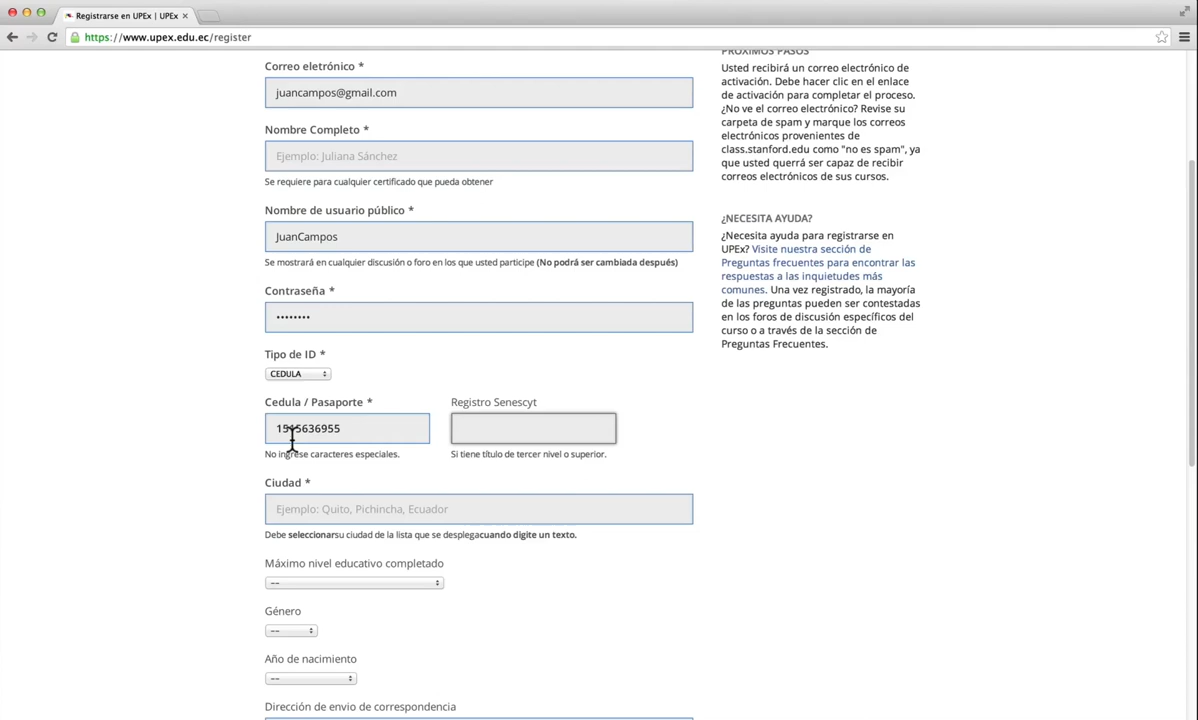 Registrarse en UPEx | UPEx
https://www.upex.edu.ec/register
Correo eletrónico *
juancampos@gmail.com
Nombre Completo *
Ejemplo: Juliana Sánchez
Se requiere para cualquier certificado que pueda obtener
Nombre de usuario público *
JuanCampos
Se mostrará en cualquier discusión o foro en los que usted participe (No podrá ser cambiada después)
Contraseña *
••••••••
Tipo de ID *
CEDULA
Cedula / Pasaporte *
Registro Senescyt
No ingrese caracteres especiales.
Si tiene título de tercer nivel o superior.
Ciudad *
Ejemplo: Quito, Pichincha, Ecuador
Debe seleccionarsu ciudad de la lista que se desplegacuando digite un texto.
Máximo nivel educativo completado
--
Género
--
Año de nacimiento
--
Dirección de envio de correspondencia
PRÓXIMOS PASOS
Usted recibirá un correo electrónico de
activación. Debe hacer clic en el enlace
de activación para completar el proceso.
¿No ve el correo electrónico? Revise su
carpeta de spam y marque los correos
electrónicos provenientes de
class.stanford.edu como "no es spam", ya
que usted querrá ser capaz de recibir
correos electrónicos de sus cursos.
¿NECESITA AYUDA?
¿Necesita ayuda para registrarse en
UPEx? Visite nuestra sección de
Preguntas frecuentes para encontrar las
respuestas a las inquietudes más
comunes. Una vez registrado, la mayoría
de las preguntas pueden ser contestadas
en los foros de discusión específicos del
curso o a través de la sección de
Preguntas Frecuentes.